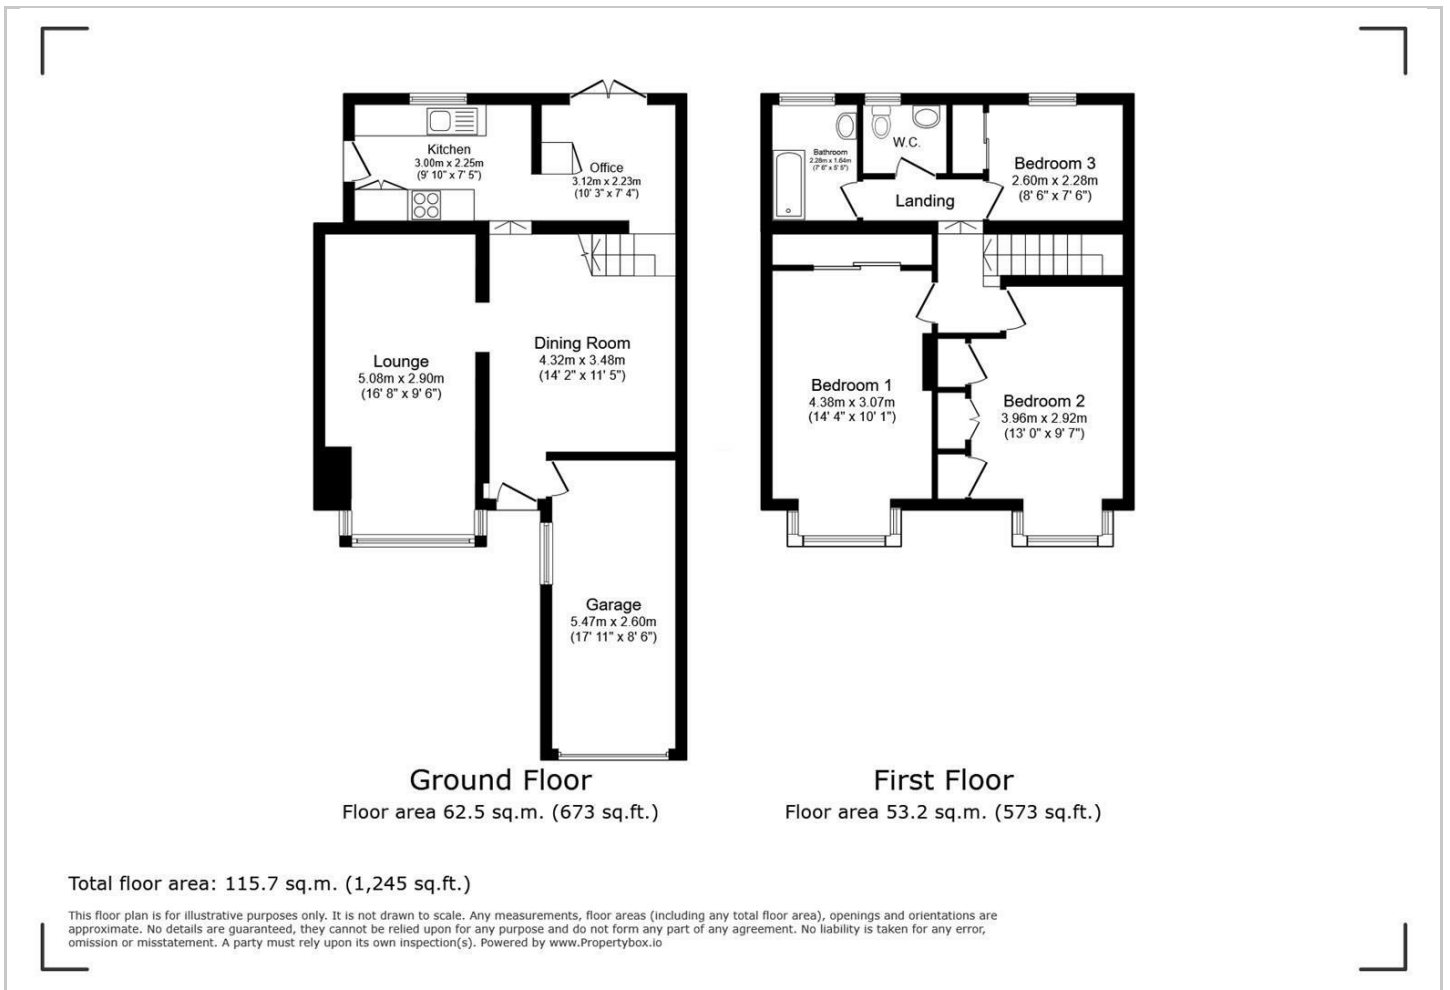 Kitchen
3.00m x 2.25m
(9' 10" x 7' 5")
Office
3.12m x 2.23m
(10' 3" x 7' 4")
Lounge
5.08m x 2.90m
(16' 8" x 9' 6")
Dining Room
4.32m x 3.48m
(14' 2" x 11' 5")
Garage
5.47m x 2.60m
(17' 11" x 8' 6")
Ground Floor
Floor area 62.5 sq.m. (673 sq.ft.)
Bathroom
2.28m x 1.64m
(7' 6" x 5' 5")
W.C.
Landing
Bedroom 3
2.60m x 2.28m
(8' 6" x 7' 6")
Bedroom 1
4.38m x 3.07m
(14' 4" x 10' 1")
Bedroom 2
3.96m x 2.92m
(13' 0" x 9' 7")
First Floor
Floor area 53.2 sq.m. (573 sq.ft.)
Total floor area: 115.7 sq.m. (1,245 sq.ft.)
This floor plan is for illustrative purposes only. It is not drawn to scale. Any measurements, floor areas (including any total floor area), openings and orientations are
approximate. No details are guaranteed, they cannot be relied upon for any purpose and do not form any part of any agreement. No liability is taken for any error,
omission or misstatement. A party must rely upon its own inspection(s). Powered by www.Propertybox.io